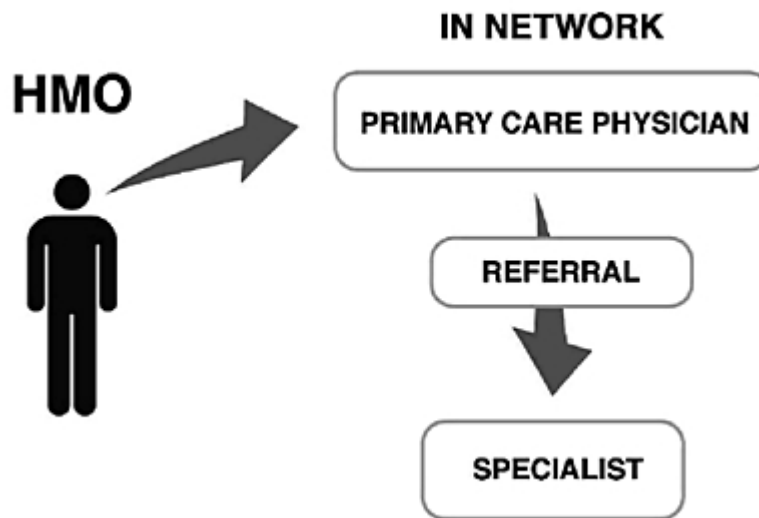 IN NETWORK
HMO
PRIMARY CARE PHYSICIAN
REFERRAL
SPECIALIST